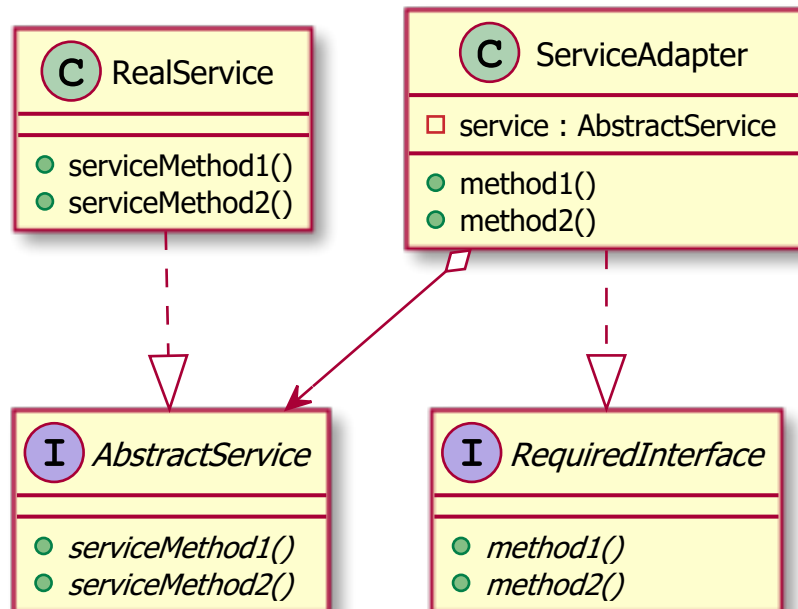 C RealService
serviceMethod1()
serviceMethod2()
C ServiceAdapter
service : AbstractService
method1()
method2()
I AbstractService
serviceMethod1()
serviceMethod2()
I RequiredInterface
method1()
method2()